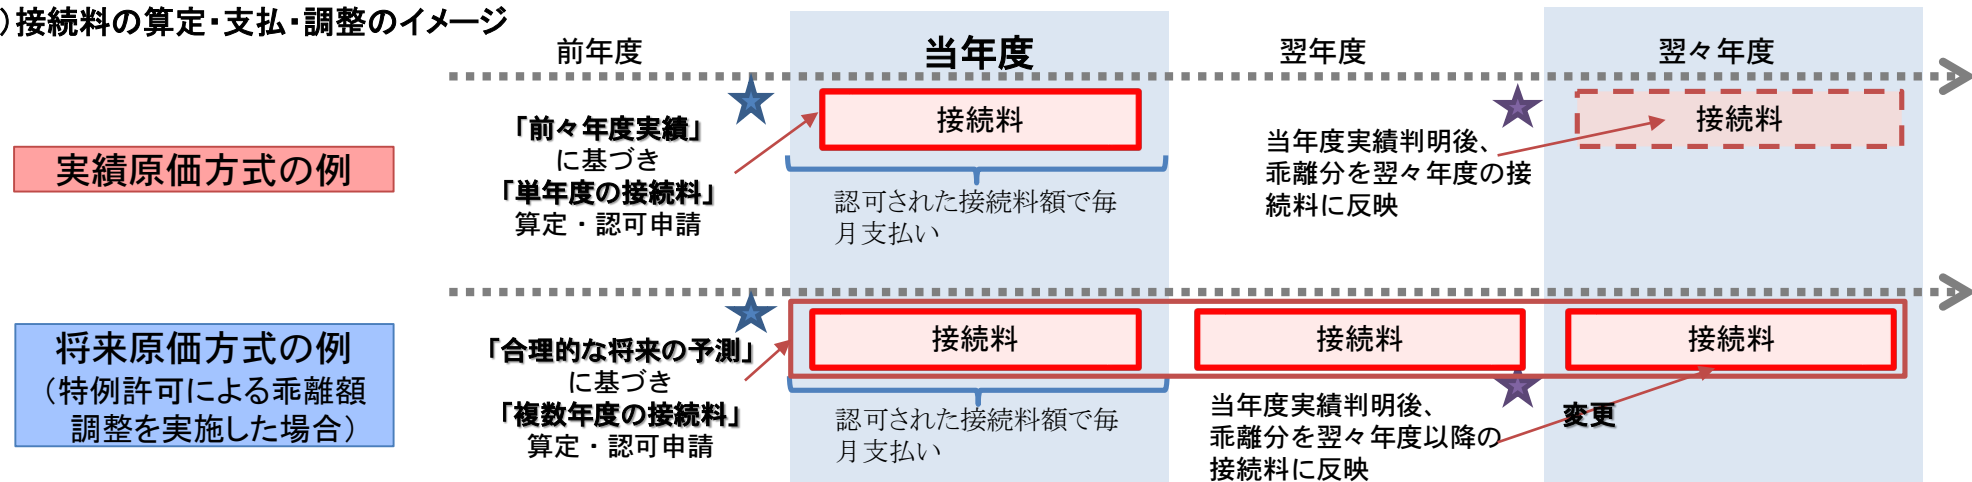 ）接続料の算定・支払・調整のイメージ
前年度
当年度
翌年度
翌々年度
実績原価方式の例
「前々年度実績」
に基づき
「単年度の接続料」
算定・認可申請
接続料
認可された接続料額で毎
月支払い
当年度実績判明後、
乖離分を翌々年度の接
続料に反映
接続料
将来原価方式の例
（特例許可による乖離額
調整を実施した場合）
「合理的な将来の予測」
に基づき
「複数年度の接続料」
算定・認可申請
接続料
接続料
接続料
認可された接続料額で毎
月支払い
当年度実績判明後、
乖離分を翌々年度以降の
接続料に反映
変更